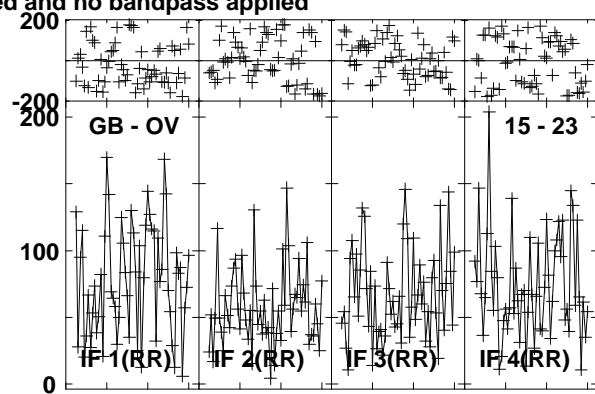 ed and no bandpass applied
200
-200
200
GB - OV 15 - 23
100
IF 1(RR) IF 2(RR) IF 3(RR) IF 4(RR)
0